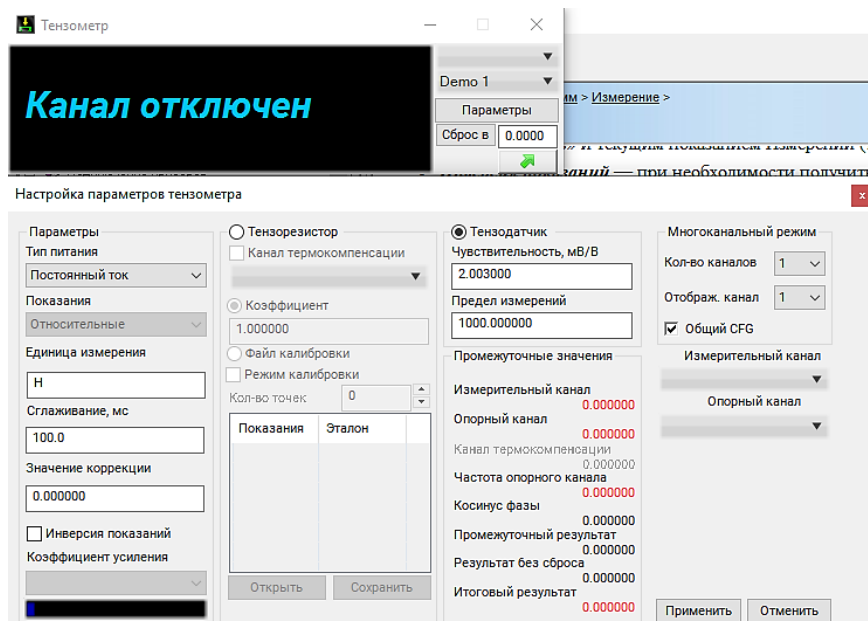 Тензометр
Канал отключен
Demo 1
Параметры
Сброс в 0.0000
> Измерение >
и текущим показанием Измерений (
— при необходимости получить
Настройка параметров тензометра
x
Параметры
Тип питания
Постоянный ток
Показания
Относительные
Единица измерения
Н
Сглаживание, мс
100.0
Значение коррекции
0.000000
Инверсия показаний
Коэффициент усиления
Тензорезистор
Канал термокомпенсации
Коэффициент
1.000000
Файл калибровки
Режим калибровки
Кол-во точек 0
Показания Эталон
Открыть Сохранить
Тензодатчик
Чувствительность, мВ/В
2.003000
Предел измерений
1000.000000
Промежуточные значения
Измерительный канал
0.000000
Опорный канал
0.000000
Канал термокомпенсации
0.000000
Частота опорного канала
0.000000
Косинус фазы
0.000000
Промежуточный результат
0.000000
Результат без сброса
0.000000
Итоговый результат
0.000000
Многоканальный режим
Кол-во каналов 1
Отображ. канал 1
Общий CFG
Измерительный канал
Опорный канал
Применить Отменить